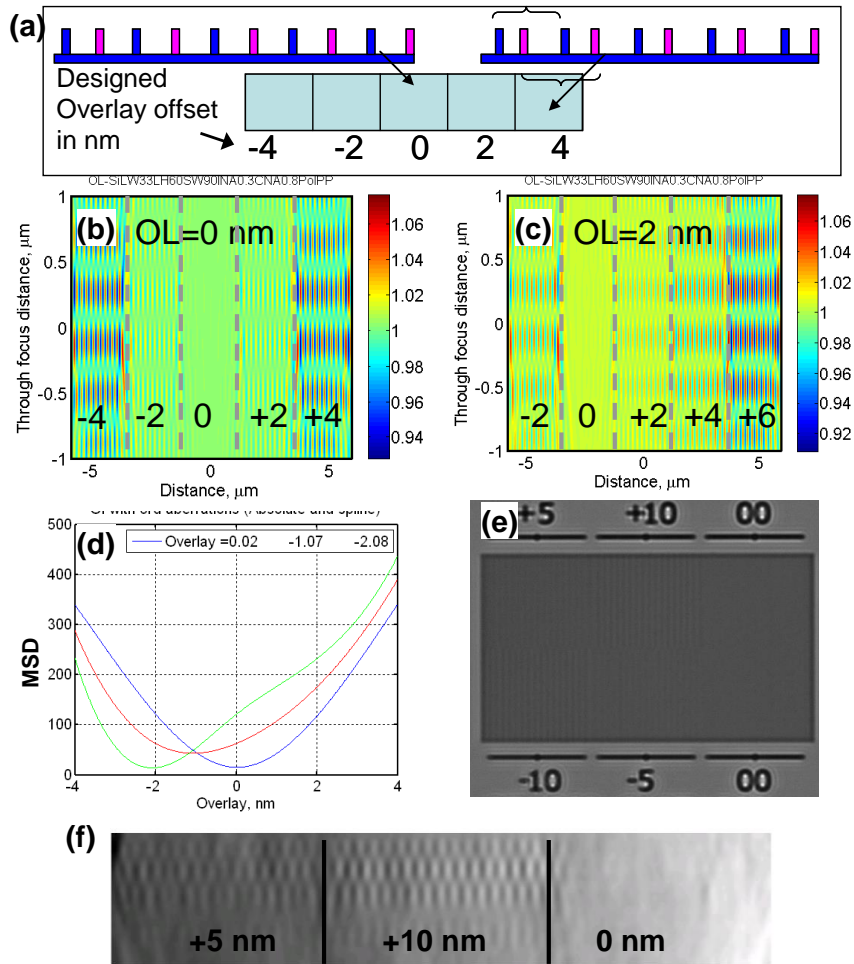 (a)
Designed
Overlay offset
in nm
-4 -2 0 2 4
OL-SiLW33LH60SW90INA0.3CNA0.8PolPP
(b)
OL=0 nm
Through focus distance, μm
1
0.5
0
-0.5
-1
-4 -2 0 +2 +4
-5 0 5
Distance, μm
1.06
1.04
1.02
1
0.98
0.96
0.94
OL-SiLW33LH60SW90INA0.3CNA0.8PolPP
(c)
OL=2 nm
Through focus distance, μm
1
0.5
0
-0.5
-1
-2 0 +2 +4 +6
-5 0 5
Distance, μm
1.06
1.04
1.02
1
0.98
0.96
0.94
0.92
with 3rd aberrations (Absolute and spline)
(d)
Overlay =0.02 -1.07 -2.08
MSD
500
400
300
200
100
0
-4 -2 0 2 4
Overlay, nm
(e)
+5 +10 00
-10 -5 00
(f)
+5 nm +10 nm 0 nm